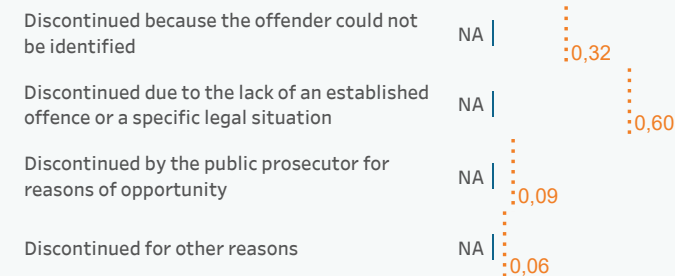 Discontinued because the offender could not
be identified
NA
0,32
Discontinued due to the lack of an established
offence or a specific legal situation
NA
0,60
Discontinued by the public prosecutor for
reasons of opportunity
NA
0,09
Discontinued for other reasons
NA
0,06